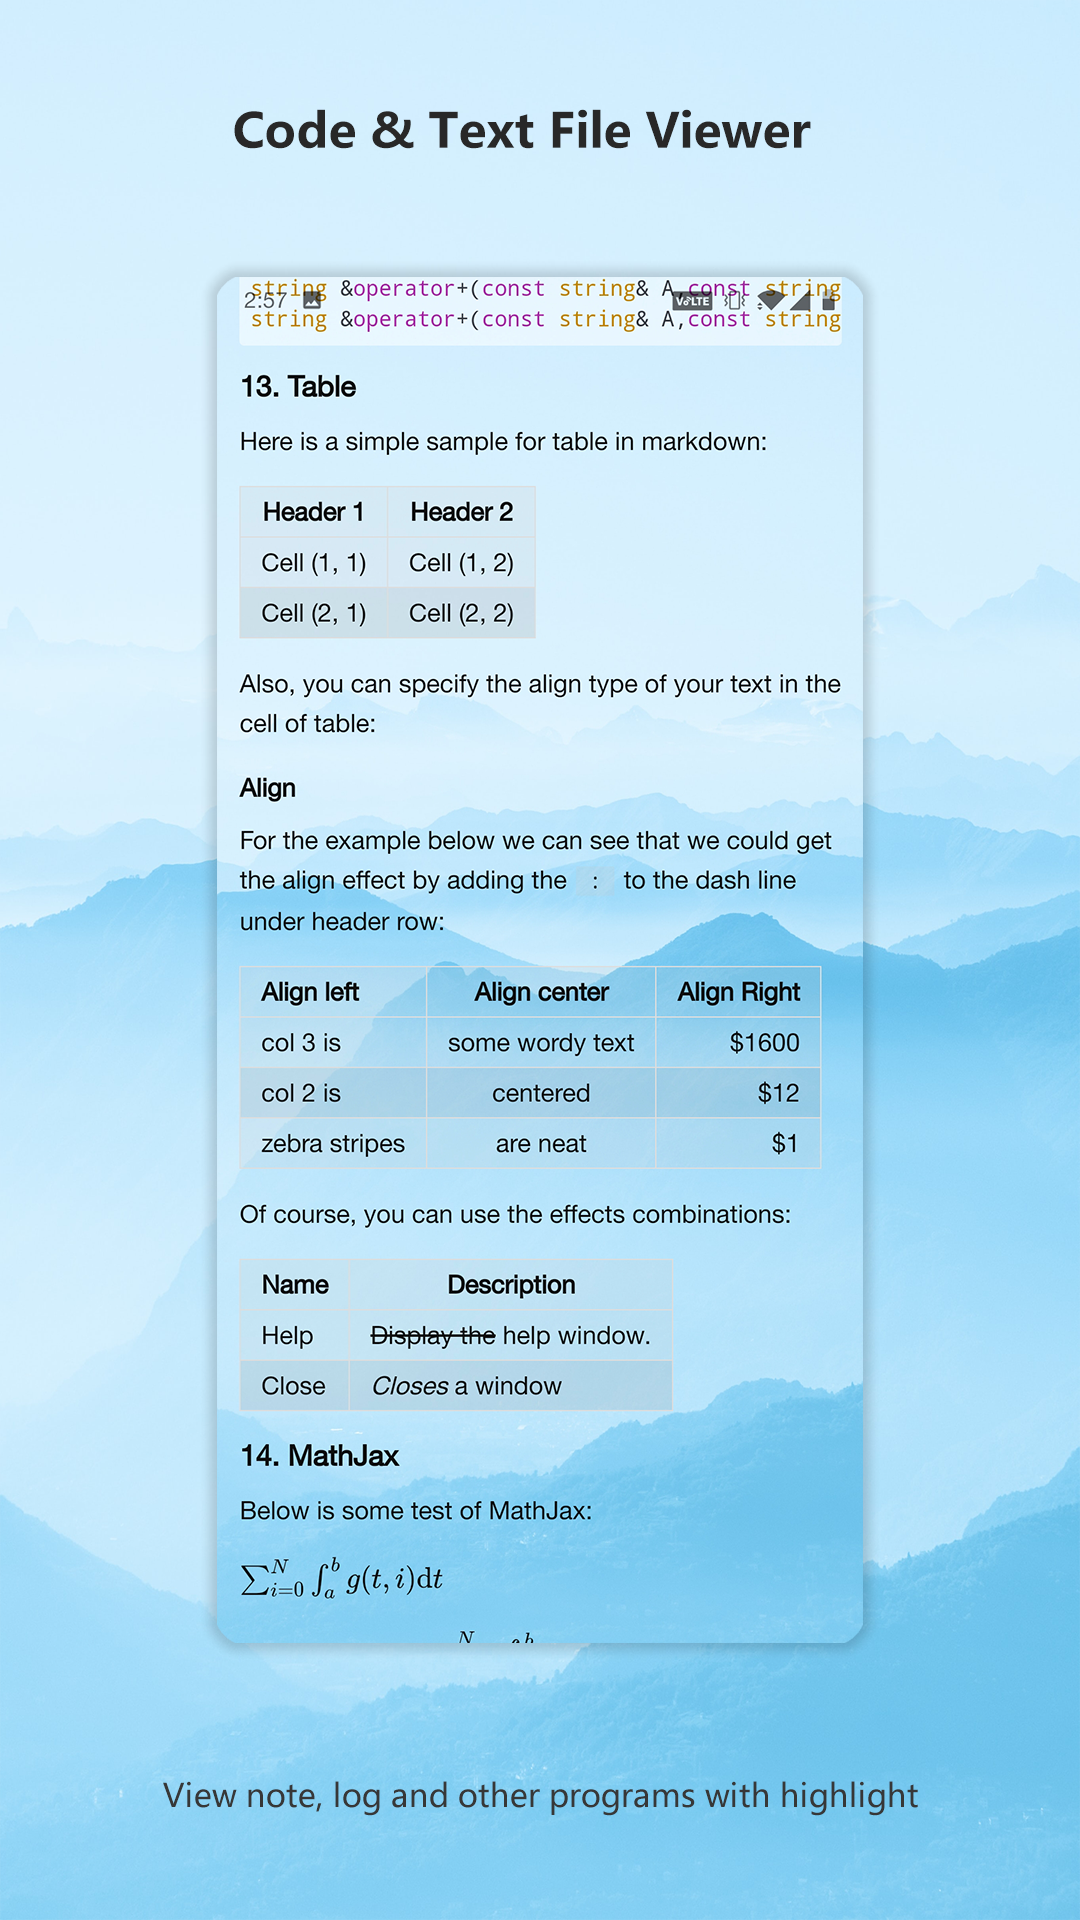 Code & Text File Viewer
string &operator+(const string& A,const string
2:57 VoLTE
string &operator+(const string& A,const string
13. Table
Here is a simple sample for table in markdown:
Header 1 Header 2
Cell (1, 1) Cell (1, 2)
Cell (2, 1) Cell (2, 2)
Also, you can specify the align type of your text in the
cell of table:
Align
For the example below we can see that we could get
the align effect by adding the : to the dash line
under header row:
Align left Align center Align Right
col 3 is some wordy text $1600
col 2 is centered $12
zebra stripes are neat $1
Of course, you can use the effects combinations:
Name Description
Help Display the help window.
Close Closes a window
14. MathJax
Below is some test of MathJax:
∑_{i=0}^{N} ∫_{a}^{b} g(t, i)dt
N b
View note, log and other programs with highlight